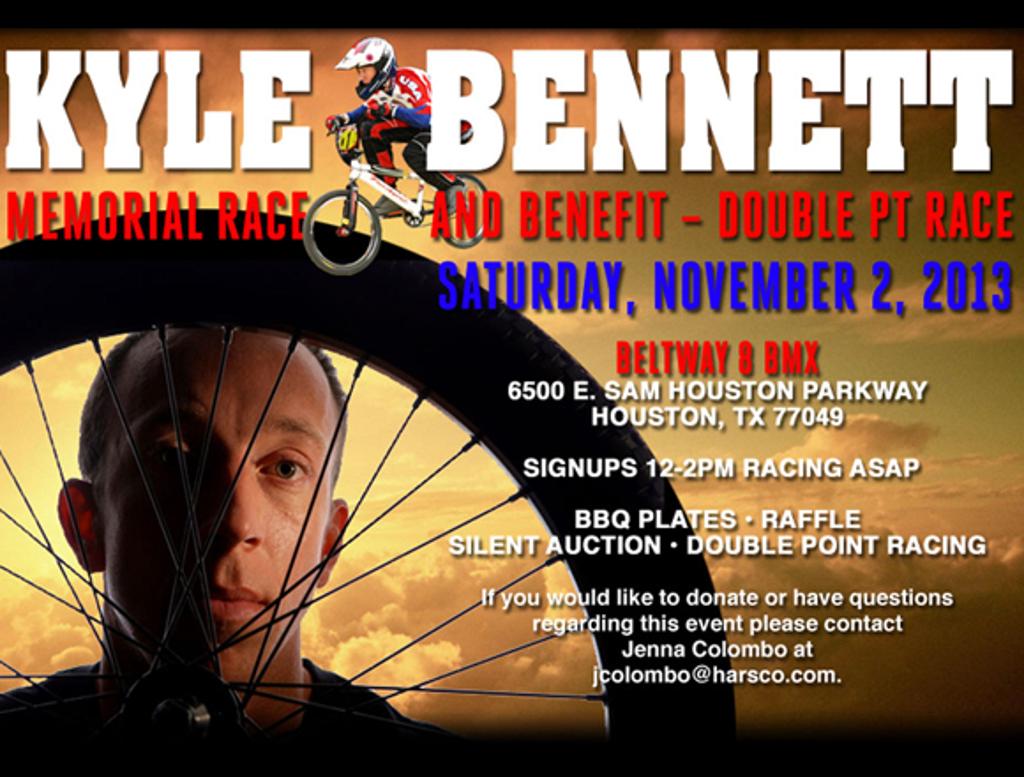 KYLE BENNETT
MEMORIAL RACE AND BENEFIT – DOUBLE PT RACE
SATURDAY, NOVEMBER 2, 2013
BELTWAY 8 BMX
6500 E. SAM HOUSTON PARKWAY
HOUSTON, TX 77049
SIGNUPS 12-2PM RACING ASAP
BBQ PLATES • RAFFLE
SILENT AUCTION • DOUBLE POINT RACING
If you would like to donate or have questions
regarding this event please contact
Jenna Colombo at
jcolombo@harsco.com.